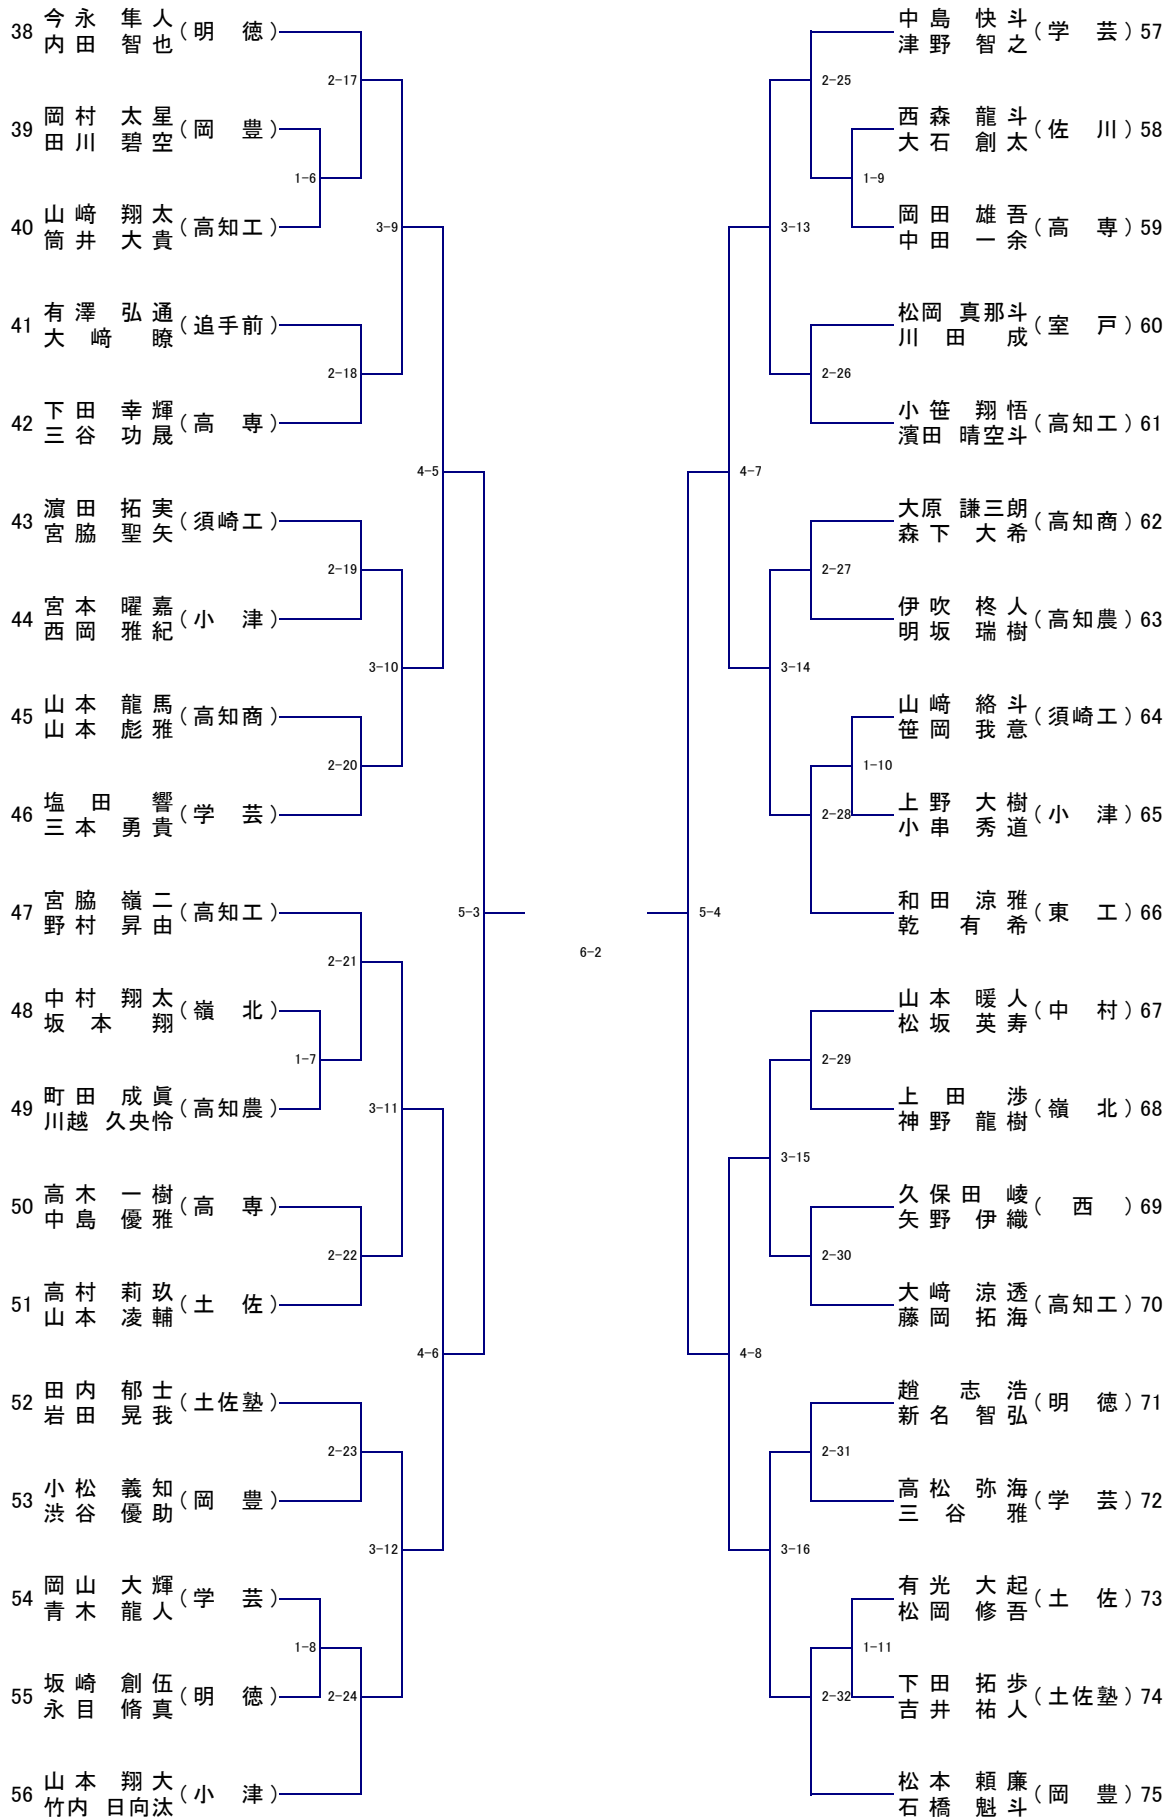 38 今永 隼人 (明 徳)
内田 智也
2-17
39 岡村 太星 (岡 豊)
田川 碧空
1-6
40 山﨑 翔太 (高知工)
筒井 大貴
3-9
41 有澤 弘通 (追手前)
大﨑 瞭
2-18
42 下田 幸輝 (高 専)
三谷 功晟
4-5
43 濵田 拓実 (須崎工)
宮脇 聖矢
2-19
44 宮本 曜嘉 (小 津)
西岡 雅紀
3-10
45 山本 龍馬 (高知商)
山本 彪雅
2-20
46 塩田 響 (学 芸)
三本 勇貴
5-3
47 宮脇 嶺二 (高知工)
野村 昇由
2-21
48 中村 翔太 (嶺 北)
坂本 翔
1-7
49 町田 成眞 (高知農)
川越 久央怜
3-11
50 高木 一樹 (高 専)
中島 優雅
2-22
51 高村 莉玖 (土 佐)
山本 凌輔
4-6
52 田内 郁士 (土佐塾)
岩田 晃我
2-23
53 小松 義知 (岡 豊)
渋谷 優助
3-12
54 岡山 大輝 (学 芸)
青木 龍人
1-8
55 坂崎 創伍 (明 徳)
永目 脩真
2-24
56 山本 翔大 (小 津)
竹内 日向汰
6-2
中島 快斗 (学 芸) 57
津野 智之
2-25
西森 龍斗 (佐 川) 58
大石 創太
1-9
岡田 雄吾 (高 専) 59
中田 一余
3-13
松岡 真那斗 (室 戸) 60
川田 成
2-26
小笹 翔悟 (高知工) 61
濱田 晴空斗
4-7
大原 謙三朗 (高知商) 62
森下 大希
2-27
伊吹 柊人 (高知農) 63
明坂 瑞樹
3-14
山﨑 絡斗 (須崎工) 64
笹岡 我意
1-10
上野 大樹 (小 津) 65
小串 秀道
2-28
和田 涼雅 (東 工) 66
乾 有希
5-4
山本 暖人 (中 村) 67
松坂 英寿
2-29
上田 渉 (嶺 北) 68
神野 龍樹
3-15
久保田 崚 (西) 69
矢野 伊織
2-30
大﨑 涼透 (高知工) 70
藤岡 拓海
4-8
趙 志浩 (明 徳) 71
新名 智弘
2-31
高松 弥海 (学 芸) 72
三谷 雅
3-16
有光 大起 (土 佐) 73
松岡 修吾
1-11
下田 拓歩 (土佐塾) 74
吉井 祐人
2-32
松本 頼廉 (岡 豊) 75
石橋 魁斗